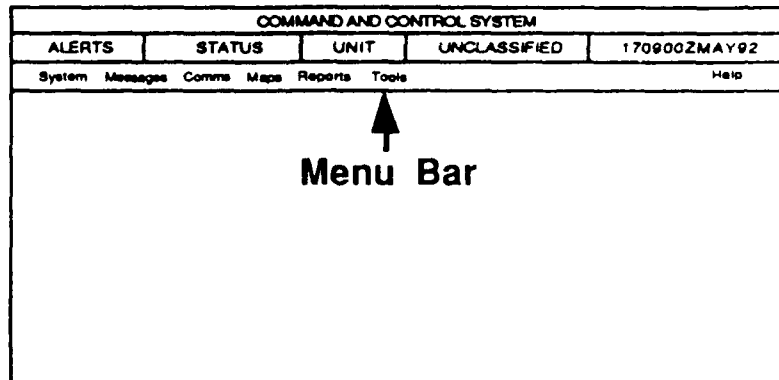 COMMAND AND CONTROL SYSTEM
ALERTS STATUS UNIT UNCLASSIFIED 170900ZMAY92
System Messages Comms Maps Reports Tools Help
Menu Bar